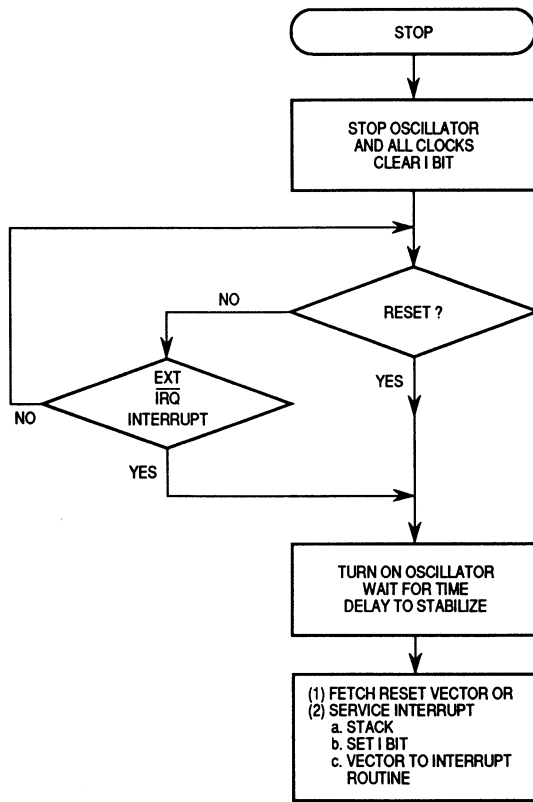 STOP
STOP OSCILLATOR
AND ALL CLOCKS
CLEAR I BIT
NO
RESET ?
YES
EXT
IRQ
INTERRUPT
NO
YES
TURN ON OSCILLATOR
WAIT FOR TIME
DELAY TO STABILIZE
(1) FETCH RESET VECTOR OR
(2) SERVICE INTERRUPT
a. STACK
b. SET I BIT
c. VECTOR TO INTERRUPT
ROUTINE